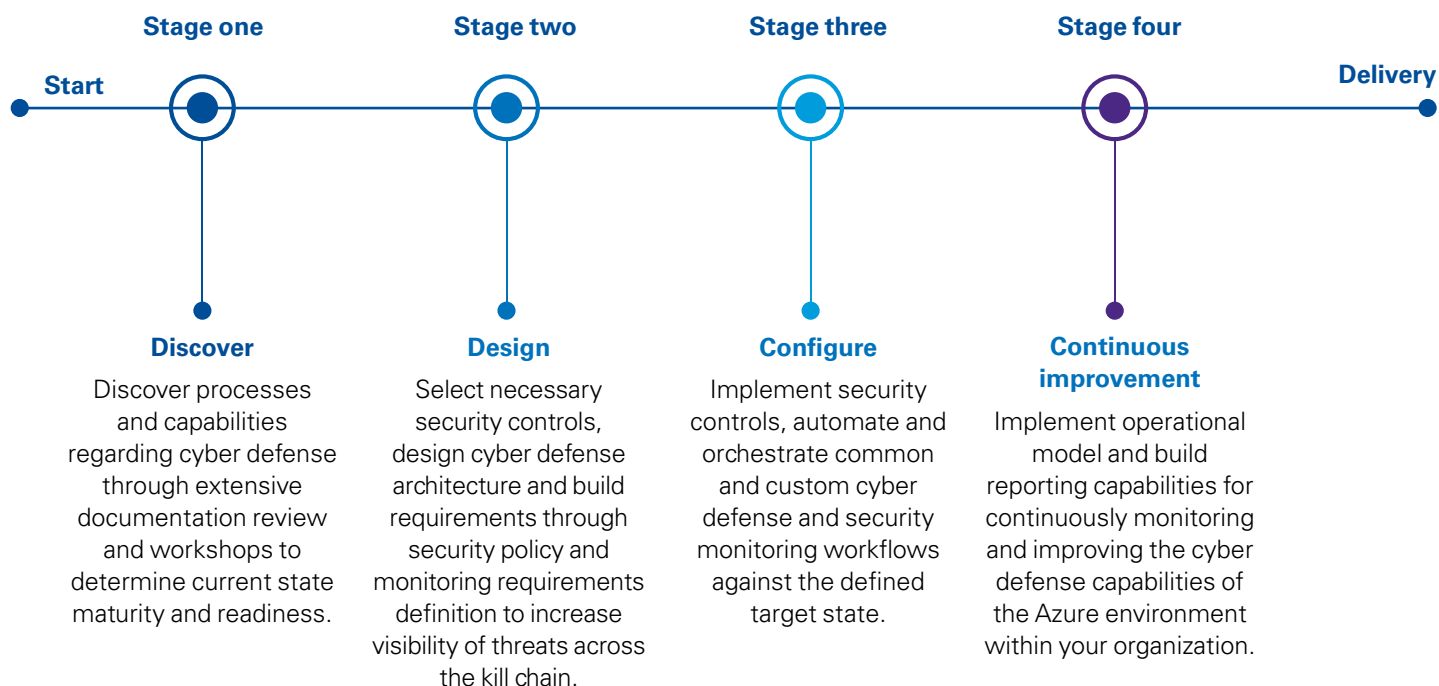 Stage one
Stage two
Stage three
Stage four
Start
Delivery
Discover
Discover processes
and capabilities
regarding cyber defense
through extensive
documentation review
and workshops to
determine current state
maturity and readiness.
Design
Select necessary
security controls,
design cyber defense
architecture and build
requirements through
security policy and
monitoring requirements
definition to increase
visibility of threats across
the kill chain.
Configure
Implement security
controls, automate and
orchestrate common
and custom cyber
defense and security
monitoring workflows
against the defined
target state.
Continuous
improvement
Implement operational
model and build
reporting capabilities for
continuously monitoring
and improving the cyber
defense capabilities of
the Azure environment
within your organization.